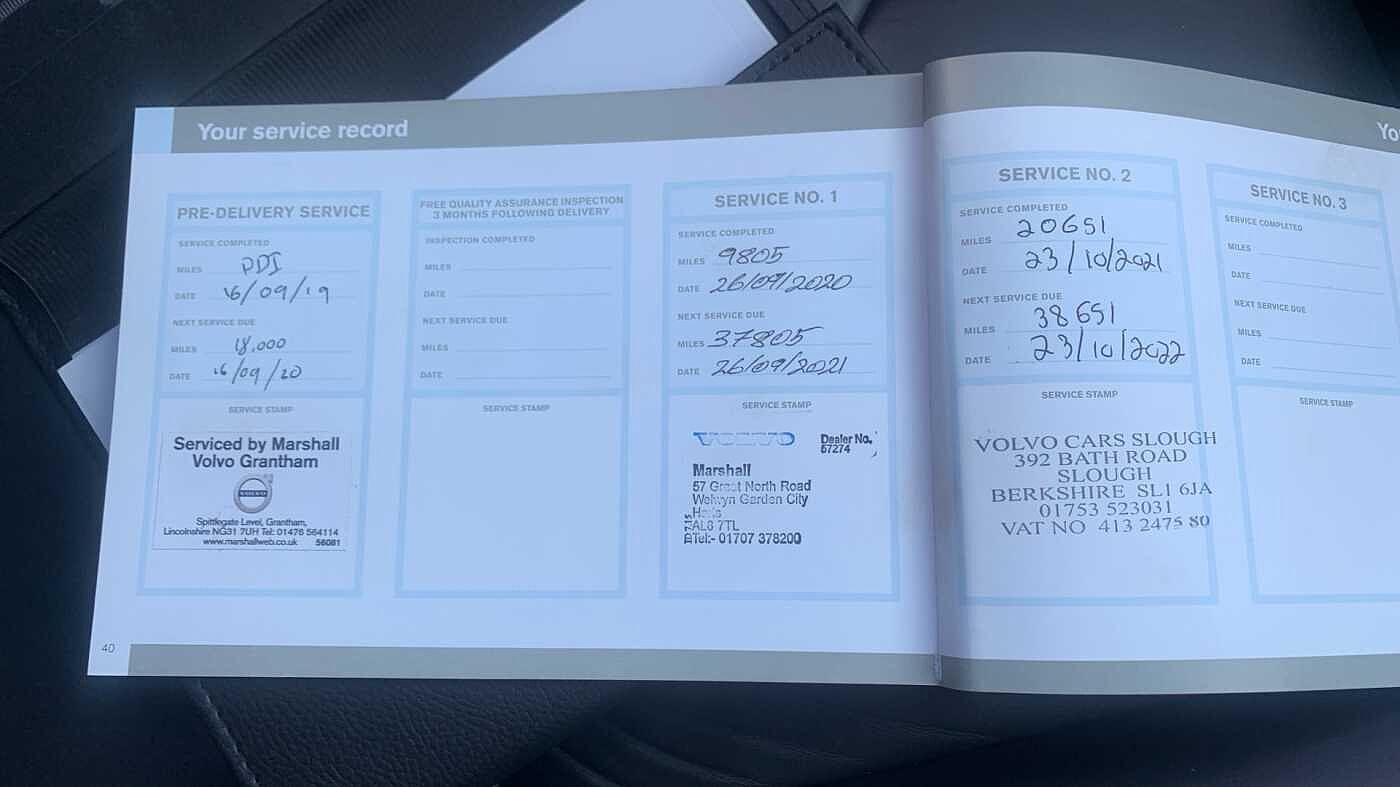 Your service record
Yo
PRE-DELIVERY SERVICE
SERVICE COMPLETED
MILES PDI
DATE 16/09/19
NEXT SERVICE DUE
MILES 18,000
DATE 16/09/20
SERVICE STAMP
Serviced by Marshall
Volvo Grantham
VOLVO
Spittlegate Level, Grantham,
Lincolnshire NG31 7UH Tel: 01476 564114
www.marshallweb.co.uk 56081
FREE QUALITY ASSURANCE INSPECTION
3 MONTHS FOLLOWING DELIVERY
INSPECTION COMPLETED
MILES
DATE
NEXT SERVICE DUE
MILES
DATE
SERVICE STAMP
SERVICE NO. 1
SERVICE COMPLETED
MILES 9805
DATE 26/09/2020
NEXT SERVICE DUE
MILES 37805
DATE 26/09/2021
SERVICE STAMP
VOLVO Dealer No.
57274
Marshall
57 Great North Road
Welwyn Garden City
AL8 7TL
Tel:- 01707 378200
SERVICE NO. 2
SERVICE COMPLETED
MILES 20651
DATE 23/10/2021
NEXT SERVICE DUE
MILES 38651
DATE 23/10/2022
SERVICE STAMP
VOLVO CARS SLOUGH
392 BATH ROAD
SLOUGH
BERKSHIRE SL1 6JA
01753 523031
VAT NO 413 2475 80
SERVICE NO. 3
SERVICE COMPLETED
MILES
DATE
NEXT SERVICE DUE
MILES
DATE
SERVICE STAMP
40